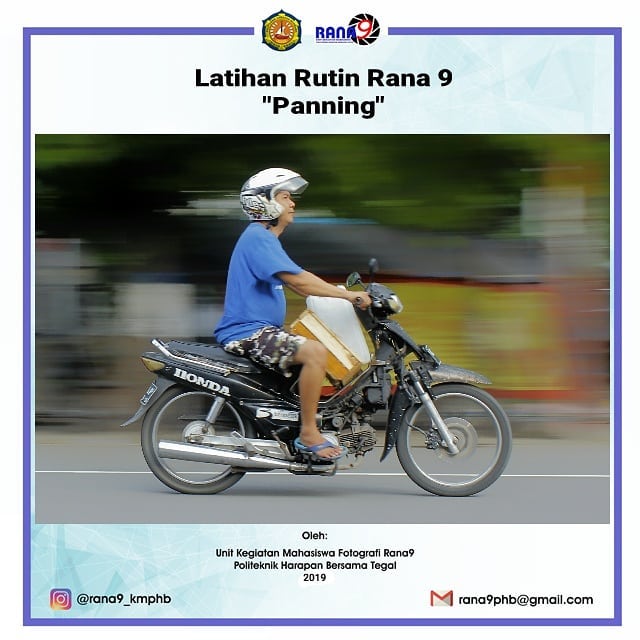 RANA9
Latihan Rutin Rana 9
"Panning"
HONDA
Oleh:
Unit Kegiatan Mahasiswa Fotografi Rana9
Politeknik Harapan Bersama Tegal
2019
@rana9_kmphb
rana9phb@gmail.com